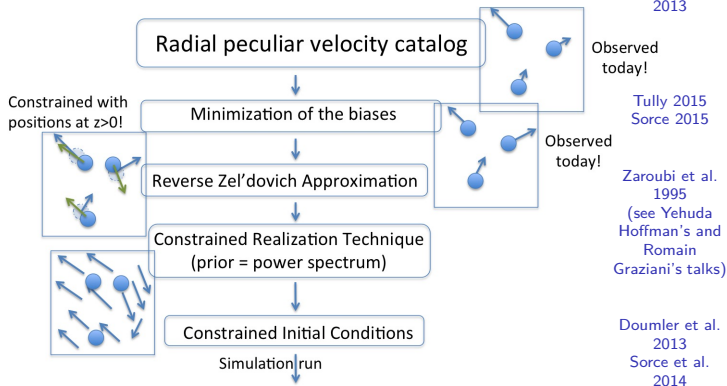 2013
Radial peculiar velocity catalog
Observed
today!
Constrained with
positions at z>0!
Minimization of the biases
Tully 2015
Sorce 2015
Observed
today!
Reverse Zel’dovich Approximation
Zaroubi et al.
1995
(see Yehuda
Hoffman's and
Romain
Graziani's talks)
Constrained Realization Technique
(prior = power spectrum)
Constrained Initial Conditions
Doumler et al.
2013
Sorce et al.
2014
Simulation run